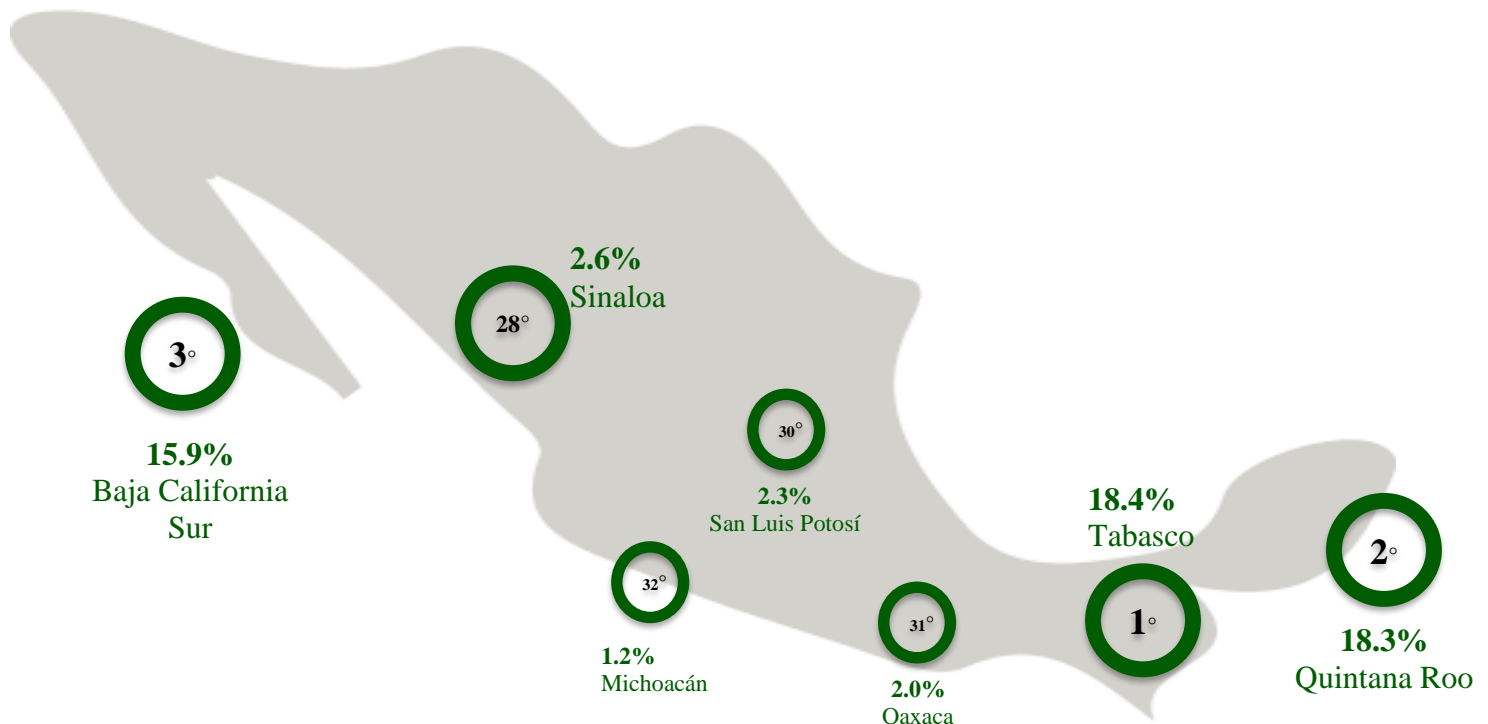 2.6%
Sinaloa
28°
3°
15.9%
Baja California
Sur
30°
2.3%
San Luis Potosí
18.4%
Tabasco
1°
2°
18.3%
Quintana Roo
32°
1.2%
Michoacán
31°
2.0%
Oaxaca